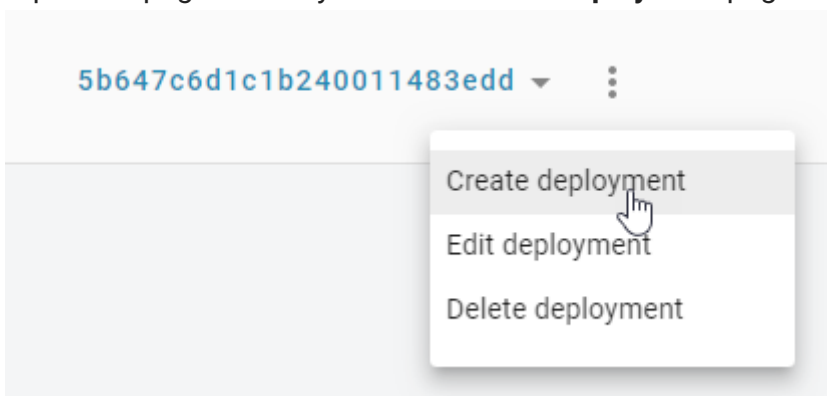 5b647c6d1c1b240011483edd
Create deployment
Edit deployment
Delete deployment